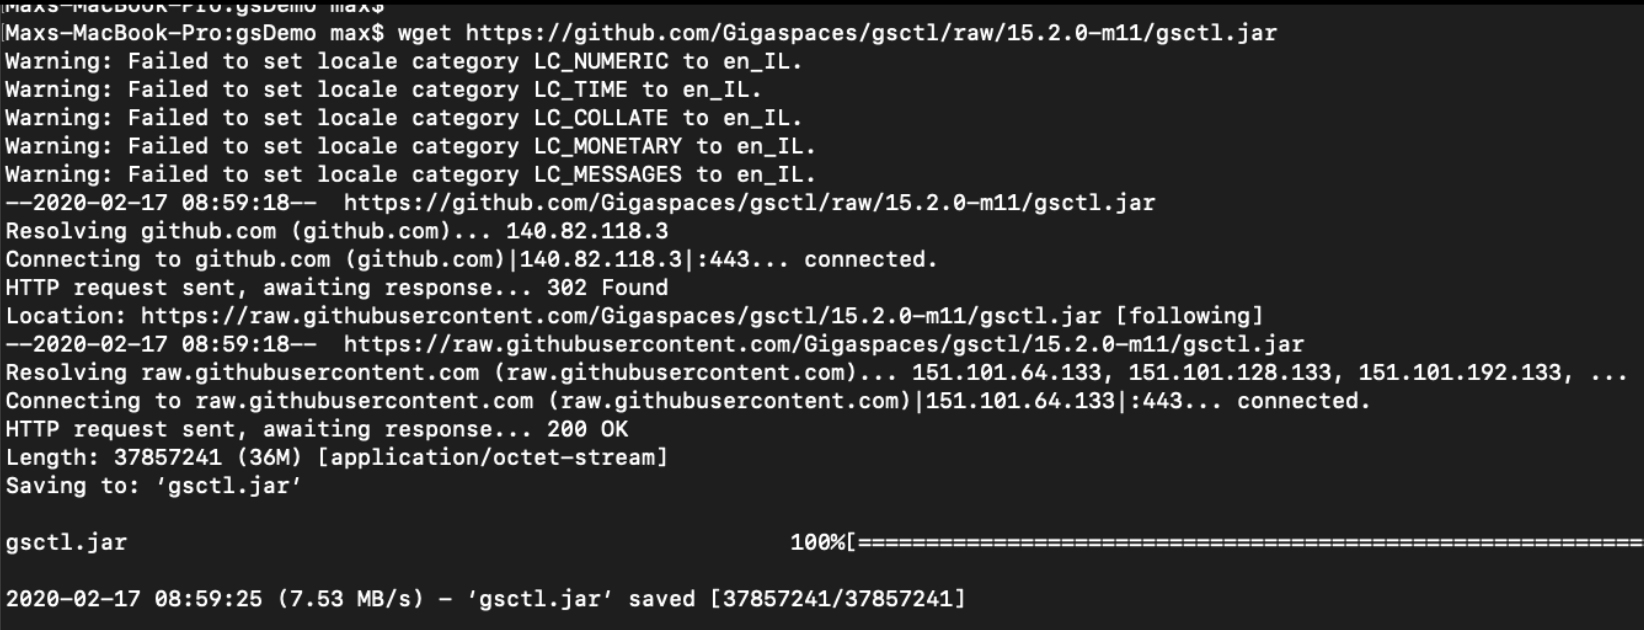 Maxs-MacBook-Pro:gsDemo max$
Maxs-MacBook-Pro:gsDemo max$ wget https://github.com/Gigaspaces/gsctl/raw/15.2.0-m11/gsctl.jar
Warning: Failed to set locale category LC_NUMERIC to en_IL.
Warning: Failed to set locale category LC_TIME to en_IL.
Warning: Failed to set locale category LC_COLLATE to en_IL.
Warning: Failed to set locale category LC_MONETARY to en_IL.
Warning: Failed to set locale category LC_MESSAGES to en_IL.
--2020-02-17 08:59:18--  https://github.com/Gigaspaces/gsctl/raw/15.2.0-m11/gsctl.jar
Resolving github.com (github.com)... 140.82.118.3
Connecting to github.com (github.com)|140.82.118.3|:443... connected.
HTTP request sent, awaiting response... 302 Found
Location: https://raw.githubusercontent.com/Gigaspaces/gsctl/15.2.0-m11/gsctl.jar [following]
--2020-02-17 08:59:18--  https://raw.githubusercontent.com/Gigaspaces/gsctl/15.2.0-m11/gsctl.jar
Resolving raw.githubusercontent.com (raw.githubusercontent.com)... 151.101.64.133, 151.101.128.133, 151.101.192.133, ...
Connecting to raw.githubusercontent.com (raw.githubusercontent.com)|151.101.64.133|:443... connected.
HTTP request sent, awaiting response... 200 OK
Length: 37857241 (36M) [application/octet-stream]
Saving to: ‘gsctl.jar’
gsctl.jar 100%[==========================================================
2020-02-17 08:59:25 (7.53 MB/s) - ‘gsctl.jar’ saved [37857241/37857241]